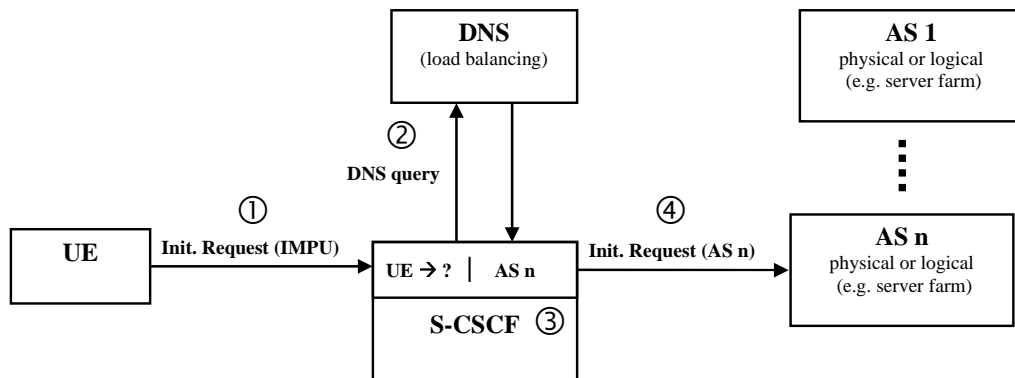 DNS
(load balancing)
AS 1
physical or logical
(e.g. server farm)
②
DNS query
①
④
UE
Init. Request (IMPU)
UE → ? | AS n
Init. Request (AS n)
AS n
physical or logical
(e.g. server farm)
S-CSCF ③